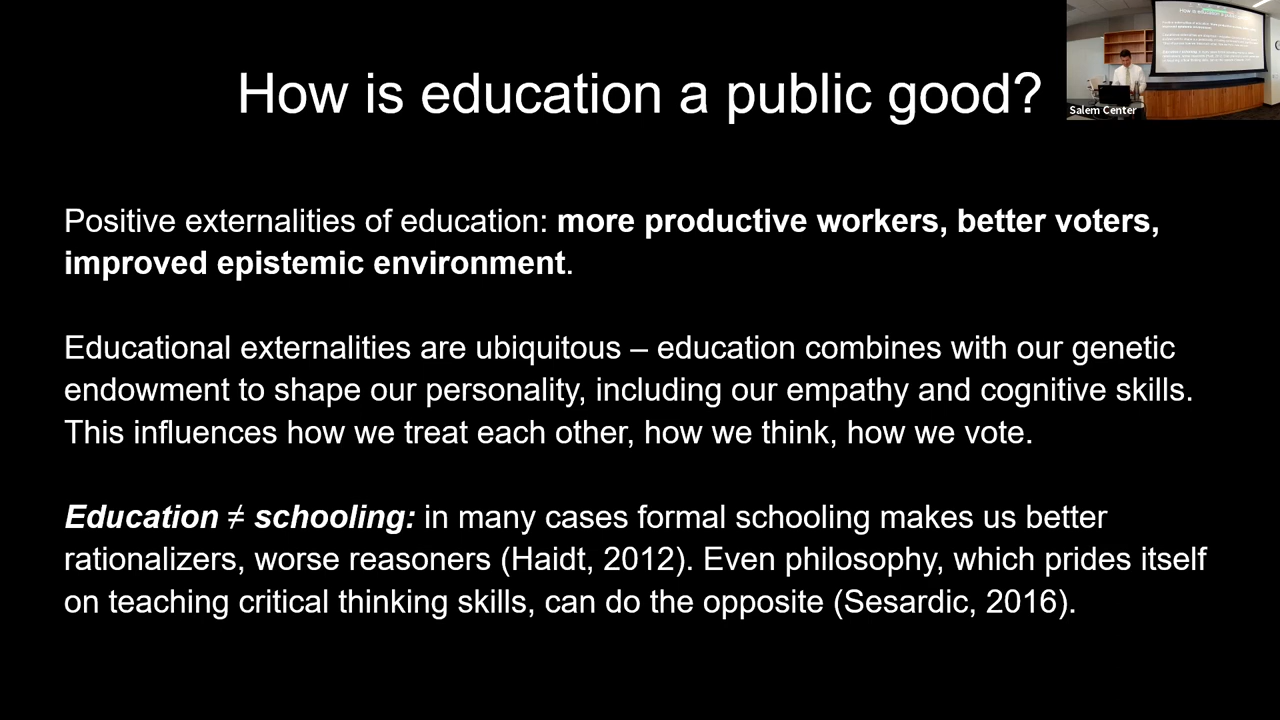 How is education a public good?
Salem Center
Positive externalities of education: more productive workers, better voters,
improved epistemic environment.
Educational externalities are ubiquitous – education combines with our genetic
endowment to shape our personality, including our empathy and cognitive skills.
This influences how we treat each other, how we think, how we vote.
Education ≠ schooling: in many cases formal schooling makes us better
rationalizers, worse reasoners (Haidt, 2012). Even philosophy, which prides itself
on teaching critical thinking skills, can do the opposite (Sesardic, 2016).